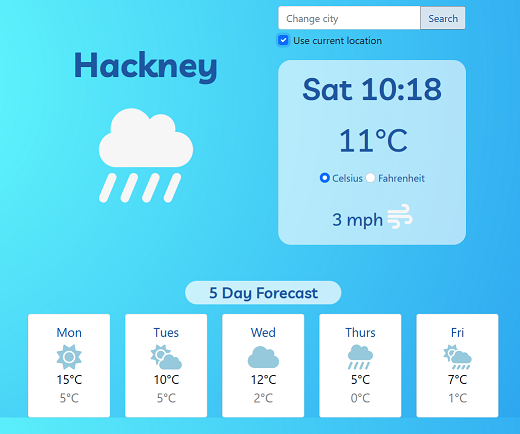 Change city
Search
Use current location
Hackney
Sat 10:18
11°C
Celsius Fahrenheit
3 mph
5 Day Forecast
Mon
15°C
5°C
Tues
10°C
5°C
Wed
12°C
2°C
Thurs
5°C
0°C
Fri
7°C
1°C